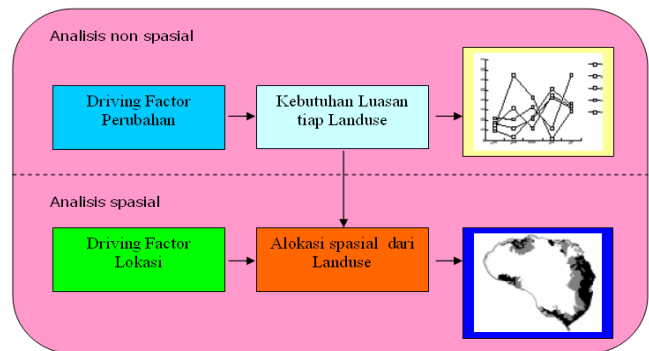 Analisis non spasial
Driving Factor
Perubahan
Kebutuhan Luasan
tiap Landuse
Analisis spasial
Driving Factor
Lokasi
Alokasi spasial dari
Landuse